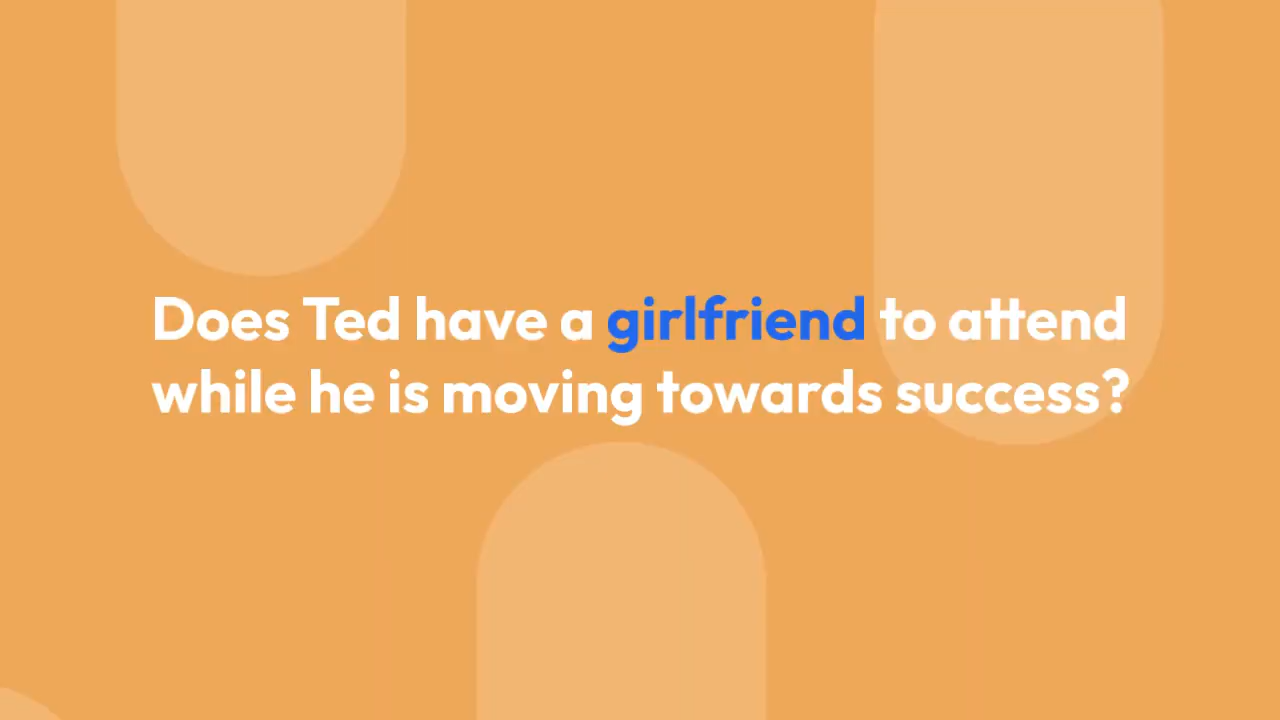 Does Ted have a girlfriend to attend
while he is moving towards success?